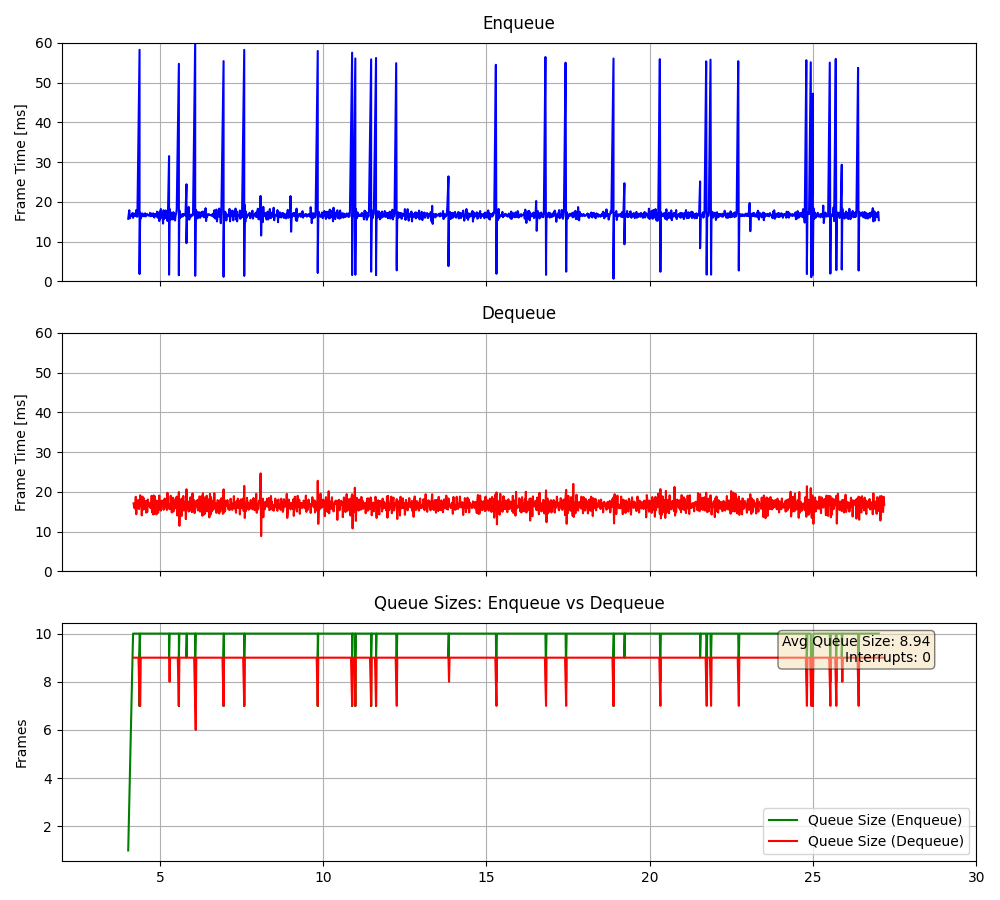 Enqueue
Frame Time [ms]
60
50
40
30
20
10
0
Dequeue
Frame Time [ms]
60
50
40
30
20
10
0
Queue Sizes: Enqueue vs Dequeue
Frames
10
8
6
4
2
Avg Queue Size: 8.94
Interrupts: 0
Queue Size (Enqueue)
Queue Size (Dequeue)
5 10 15 20 25 30